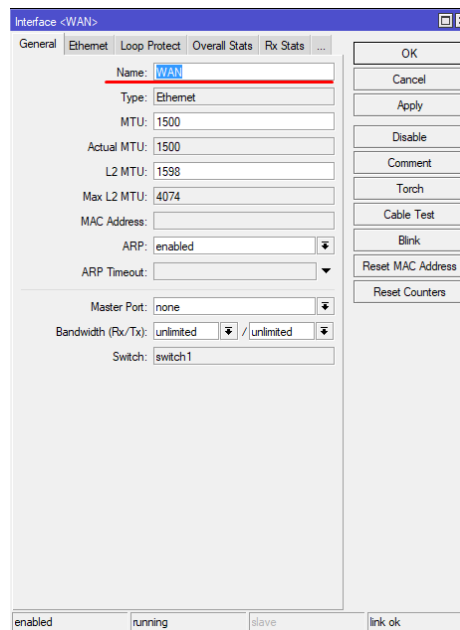 Interface <WAN>
General Ethernet Loop Protect Overall Stats Rx Stats ...
Name: WAN
Type: Ethernet
MTU: 1500
Actual MTU: 1500
L2 MTU: 1598
Max L2 MTU: 4074
MAC Address:
ARP: enabled
ARP Timeout:
Master Port: none
Bandwidth (Rx/Tx): unlimited / unlimited
Switch: switch1
OK
Cancel
Apply
Disable
Comment
Torch
Cable Test
Blink
Reset MAC Address
Reset Counters
enabled running slave link ok